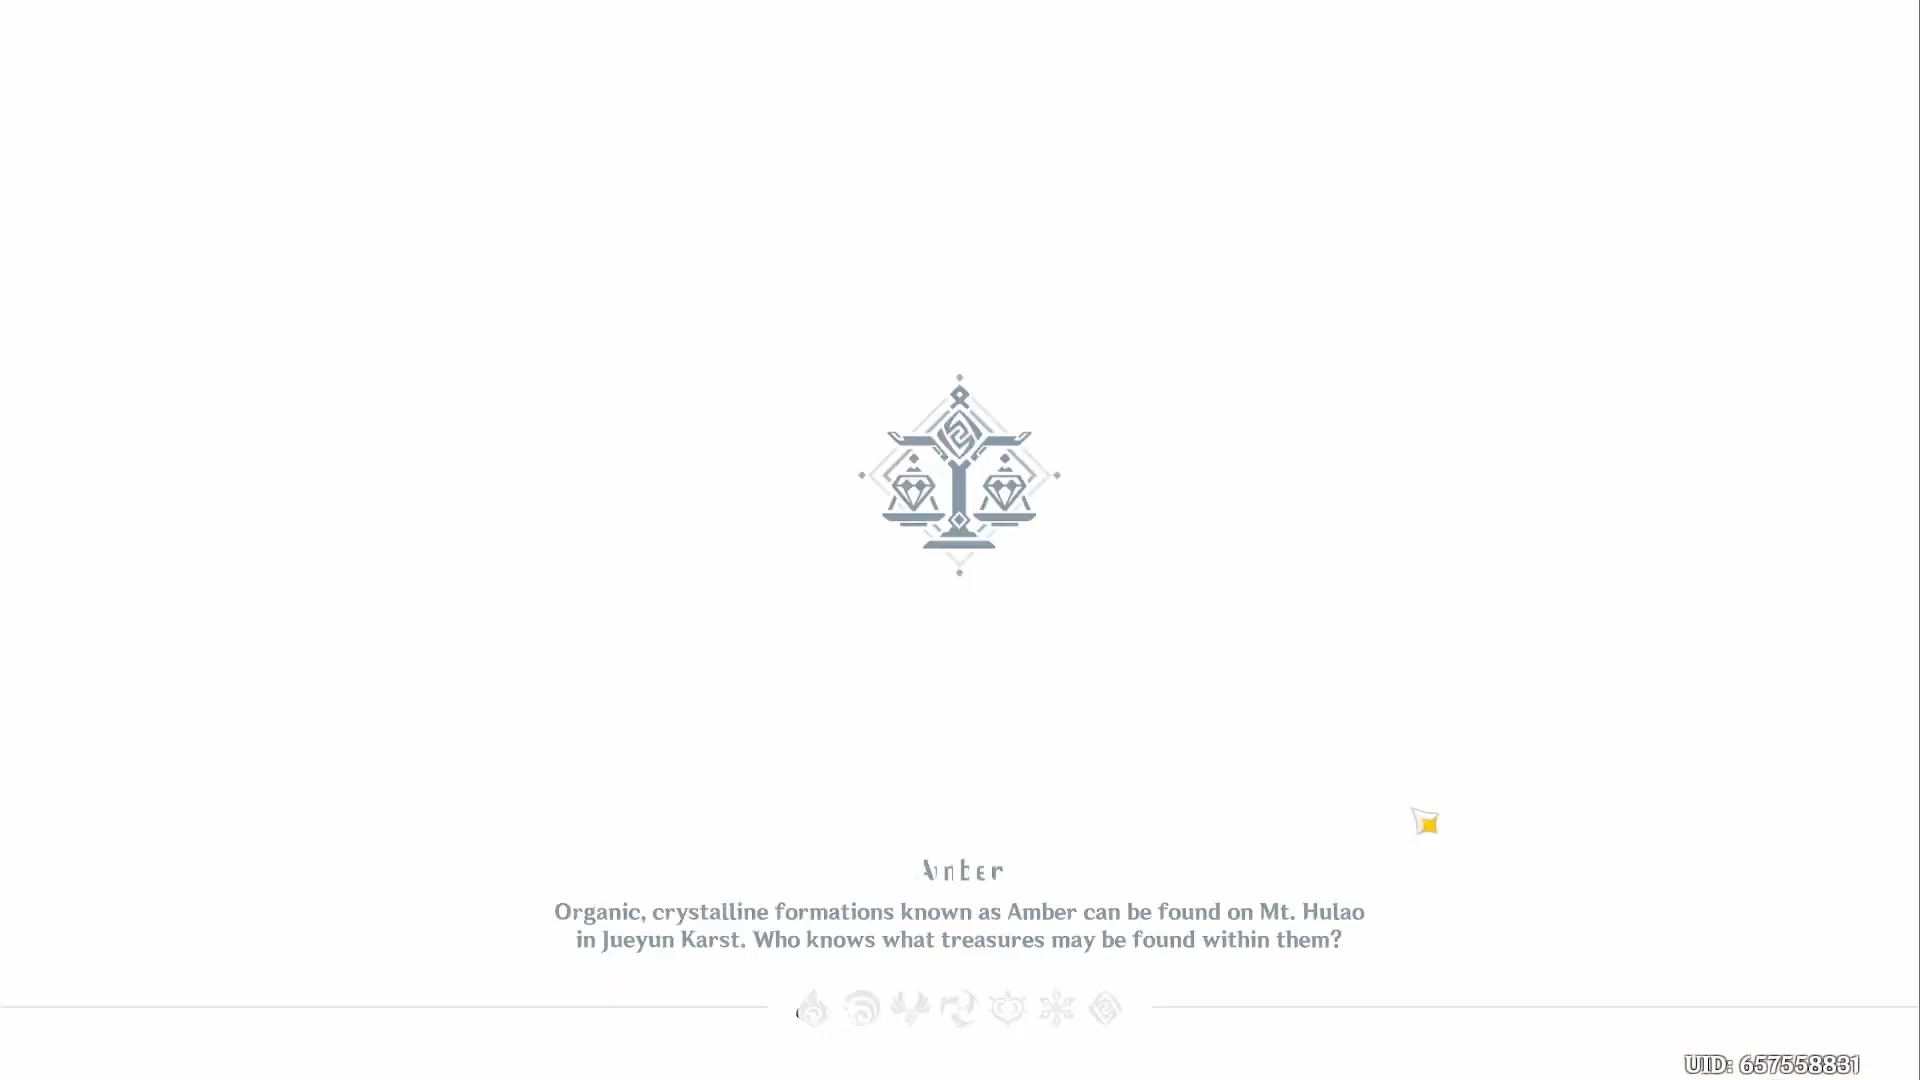 Amber
Organic, crystalline formations known as Amber can be found on Mt. Hulao
in Jueyun Karst. Who knows what treasures may be found within them?
UID: 657558831